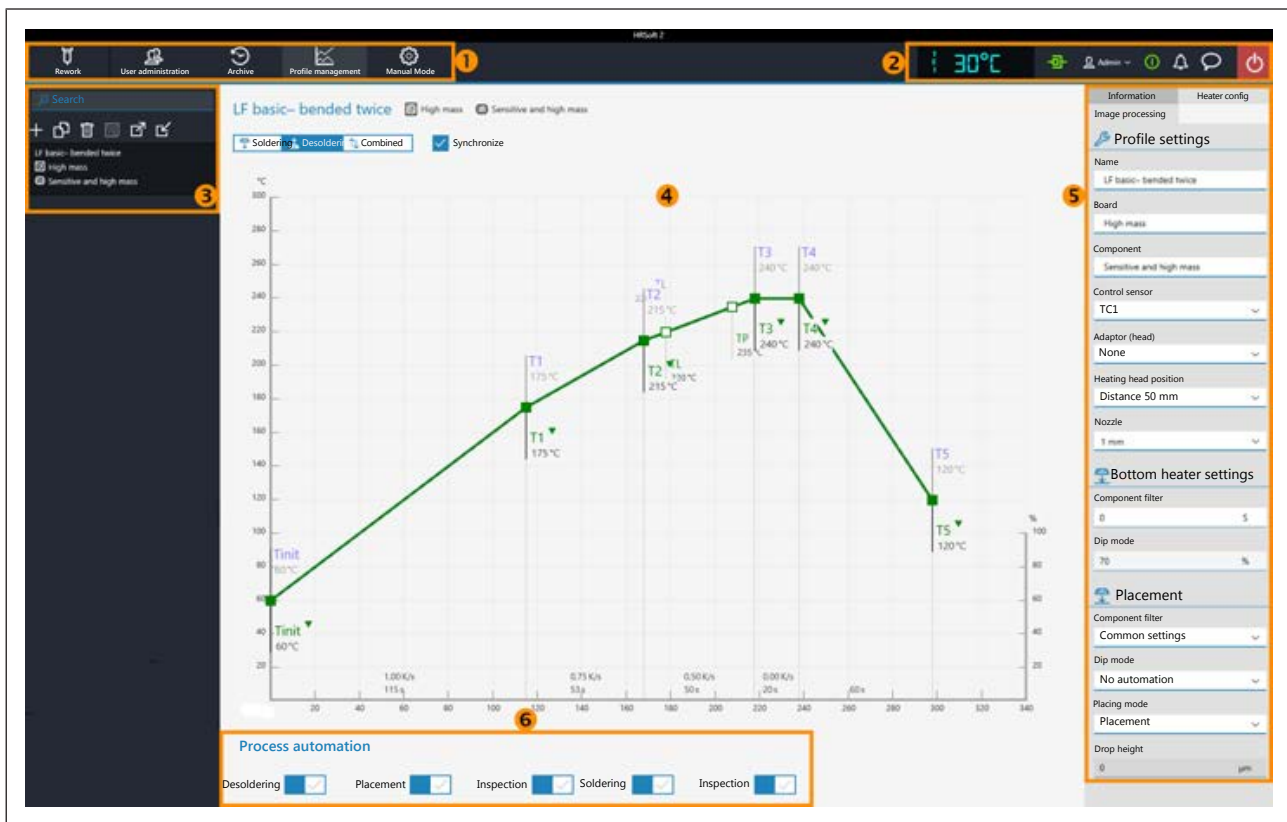 HRSoft 2
Rework
User administration
Archive
Profile management
Manual Mode
1
2
30°C
Admin
Search
LF basic- bended twice
High mass
Sensitive and high mass
3
LF basic- bended twice
High mass
Sensitive and high mass
Soldering
Desolderi
Combined
Synchronize
4
°C
300
280
260
240
220
200
180
160
140
120
100
80
60
40
20
Tinit
60°C
Tinit
60°C
T1
175°C
T1
175°C
T2
215°C
T2
215°C
TP
235°C
T3
240°C
T3
240°C
T4
240°C
T4
240°C
T5
120°C
T5
120°C
%
100
80
60
40
20
1.00 K/s
115 s
0.75 K/s
53 s
0.50 K/s
50 s
0.00 K/s
20 s
60 s
20 40 60 80 100 120 140 160 180 200 220 240 260 280 300 320 340
5
Information
Heater config
Image processing
Profile settings
Name
LF basic- bended twice
Board
High mass
Component
Sensitive and high mass
Control sensor
TC1
Adaptor (head)
None
Heating head position
Distance 50 mm
Nozzle
1 mm
Bottom heater settings
Component filter
0 S
Dip mode
70 %
Placement
Component filter
Common settings
Dip mode
No automation
Placing mode
Placement
Drop height
0 µm
6
Process automation
Desoldering
Placement
Inspection
Soldering
Inspection